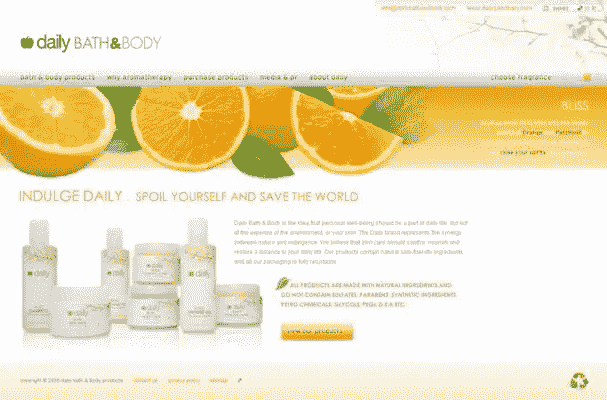 SHARE
daily BATH&BODY
bath & body products why aromatherapy purchase products media & pr about daily choose fragrance
BLISS
Orange Patchouli
INDULGE DAILY SPOIL YOURSELF AND SAVE THE WORLD
Daily Bath & Body is the idea that personal well-being should be a part of daily life, but not
at the expense of the environment, or your skin. The Daily brand represents the synergy
between nature and indulgence. We believe that skin care should soothe, nourish and
restore a balance to your daily life. Our products contain natural skin-friendly ingredients
and all our packaging is fully recyclable.
daily
daily
daily
ALL PRODUCTS ARE MADE WITH NATURAL INGREDIENTS AND
DO NOT CONTAIN SULFATES, PARABENS, SYNTHETIC INGREDIENTS,
PETRO CHEMICALS, GLYCOLS, PEGs, D.E.A ETC.
view our products
daily bath & Body products contact us privacy policy sitemap